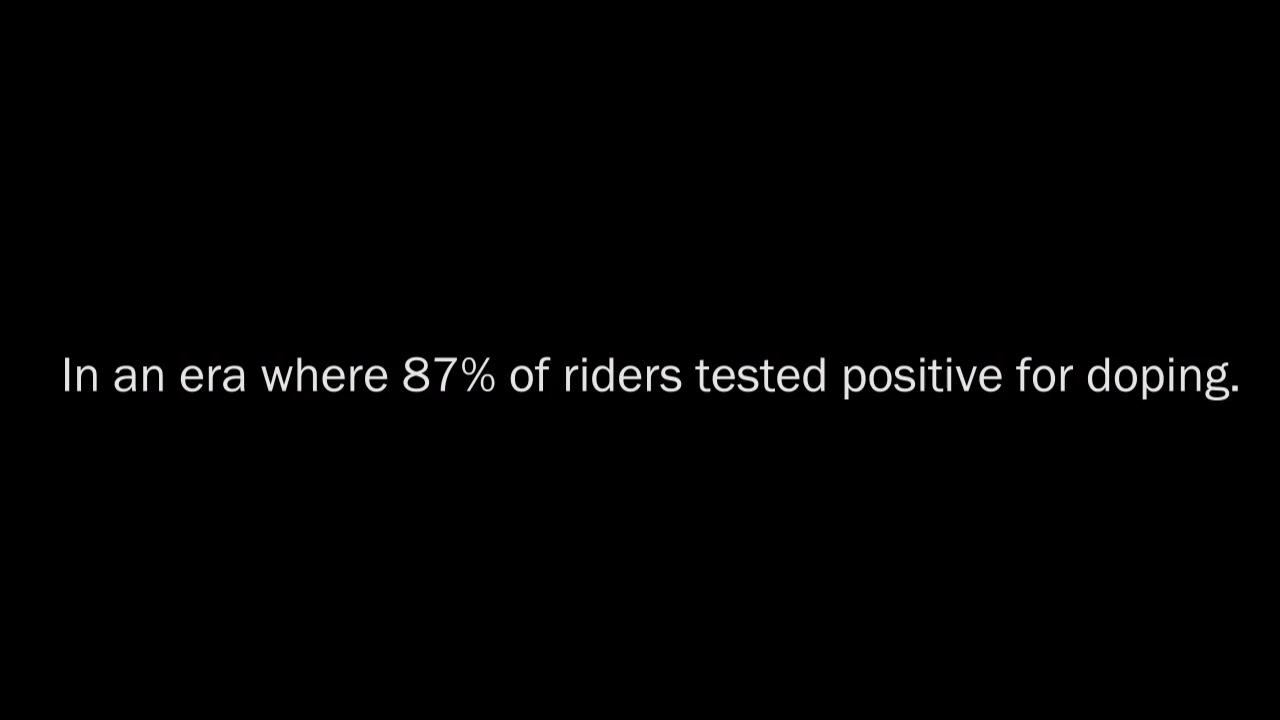 In an era where 87% of riders tested positive for doping.